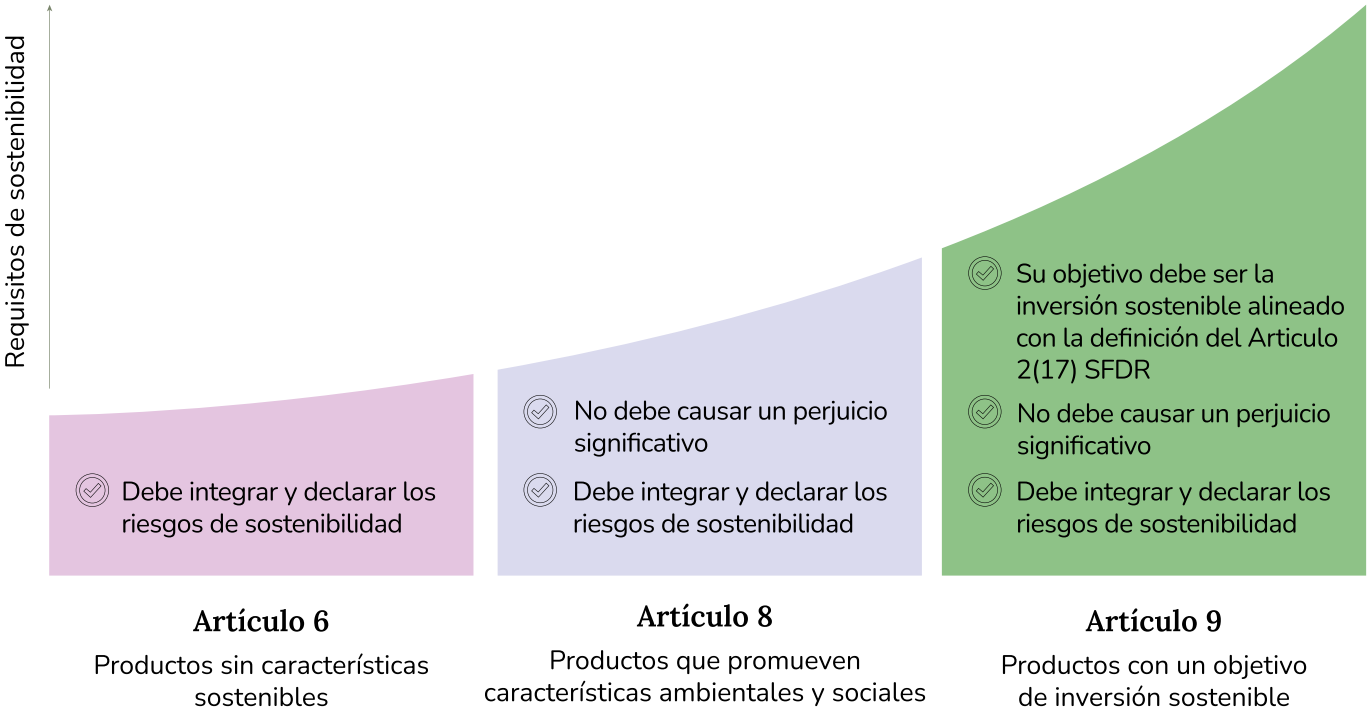 Requisitos de sostenibilidad
Debe integrar y declarar los
riesgos de sostenibilidad
Artículo 6
Productos sin características
sostenibles
No debe causar un perjuicio
significativo
Debe integrar y declarar los
riesgos de sostenibilidad
Artículo 8
Productos que promueven
características ambientales y sociales
Su objetivo debe ser la
inversión sostenible alineado
con la definición del Articulo
2(17) SFDR
No debe causar un perjuicio
significativo
Debe integrar y declarar los
riesgos de sostenibilidad
Artículo 9
Productos con un objetivo
de inversión sostenible